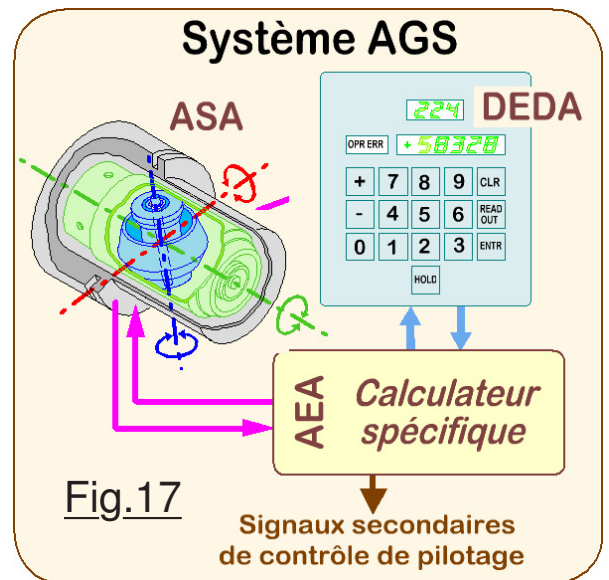 Système AGS
ASA
DEDA
224
OPR ERR + 58328
+ 7 8 9 CLR
- 4 5 6 READ OUT
0 1 2 3 ENTR
HOLD
AEA
Calculateur
spécifique
Fig.17
Signaux secondaires
de contrôle de pilotage